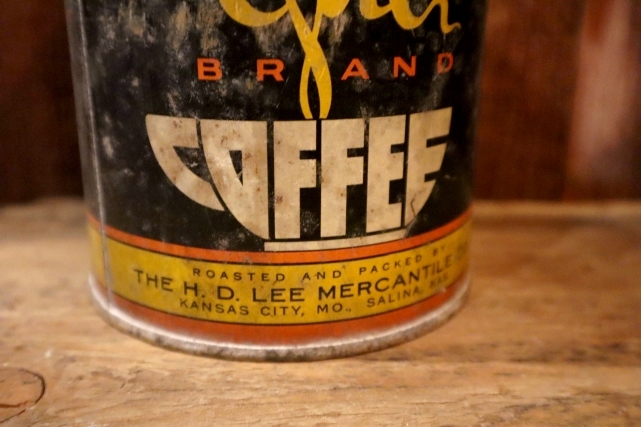 BRAND
COFFEE
ROASTED AND PACKED BY
THE H. D. LEE MERCANTILE
KANSAS CITY, MO., SALINA,